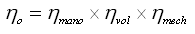 η_o = η_mano × η_vol × η_mech